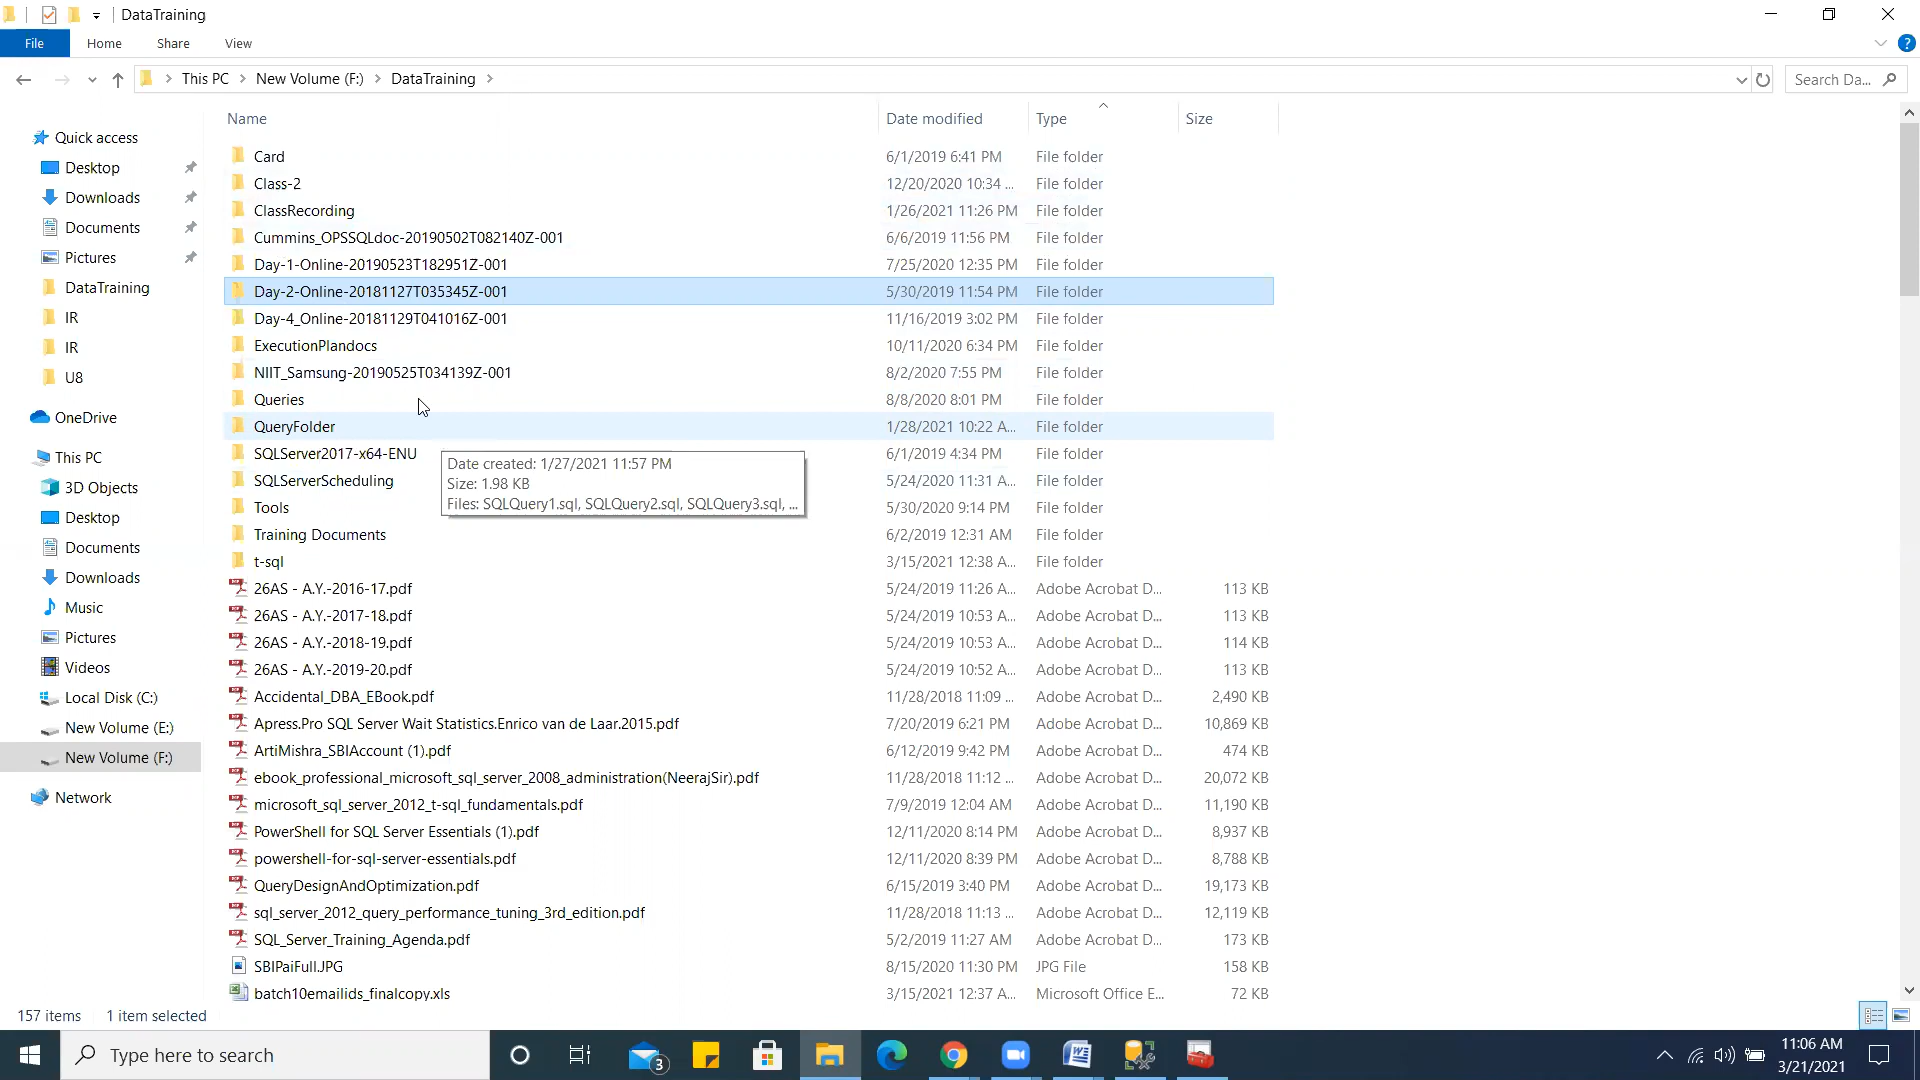 DataTraining
File Home Share View
This PC New Volume (F:) DataTraining Search Da...
Name Date modified Type Size
Quick access
Desktop
Downloads
Documents
Pictures
DataTraining
IR
IR
U8
OneDrive
This PC
3D Objects
Desktop
Documents
Downloads
Music
Pictures
Videos
Local Disk (C:)
New Volume (E:)
New Volume (F:)
Network
Card 6/1/2019 6:41 PM File folder
Class-2 12/20/2020 10:34 ... File folder
ClassRecording 1/26/2021 11:26 PM File folder
Cummins_OPSSQLdoc-20190502T082140Z-001 6/6/2019 11:56 PM File folder
Day-1-Online-20190523T182951Z-001 7/25/2020 12:35 PM File folder
Day-2-Online-20181127T035345Z-001 5/30/2019 11:54 PM File folder
Day-4_Online-20181129T041016Z-001 11/16/2019 3:02 PM File folder
ExecutionPlandocs 10/11/2020 6:34 PM File folder
NIIT_Samsung-20190525T034139Z-001 8/2/2020 7:55 PM File folder
Queries 8/8/2020 8:01 PM File folder
QueryFolder 1/28/2021 10:22 A... File folder
SQLServer2017-x64-ENU 6/1/2019 4:34 PM File folder
SQLServerScheduling 5/24/2020 11:31 A... File folder
Tools 5/30/2020 9:14 PM File folder
Training Documents 6/2/2019 12:31 AM File folder
t-sql 3/15/2021 12:38 A... File folder
26AS - A.Y.-2016-17.pdf 5/24/2019 11:26 A... Adobe Acrobat D... 113 KB
26AS - A.Y.-2017-18.pdf 5/24/2019 10:53 A... Adobe Acrobat D... 113 KB
26AS - A.Y.-2018-19.pdf 5/24/2019 10:53 A... Adobe Acrobat D... 114 KB
26AS - A.Y.-2019-20.pdf 5/24/2019 10:52 A... Adobe Acrobat D... 113 KB
Accidental_DBA_EBook.pdf 11/28/2018 11:09 ... Adobe Acrobat D... 2,490 KB
Apress.Pro SQL Server Wait Statistics.Enrico van de Laar.2015.pdf 7/20/2019 6:21 PM Adobe Acrobat D... 10,869 KB
ArtiMishra_SBIAccount (1).pdf 6/12/2019 9:42 PM Adobe Acrobat D... 474 KB
ebook_professional_microsoft_sql_server_2008_administration(NeerajSir).pdf 11/28/2018 11:12 ... Adobe Acrobat D... 20,072 KB
microsoft_sql_server_2012_t-sql_fundamentals.pdf 7/9/2019 12:04 AM Adobe Acrobat D... 11,190 KB
PowerShell for SQL Server Essentials (1).pdf 12/11/2020 8:14 PM Adobe Acrobat D... 8,937 KB
powershell-for-sql-server-essentials.pdf 12/11/2020 8:39 PM Adobe Acrobat D... 8,788 KB
QueryDesignAndOptimization.pdf 6/15/2019 3:40 PM Adobe Acrobat D... 19,173 KB
sql_server_2012_query_performance_tuning_3rd_edition.pdf 11/28/2018 11:13 ... Adobe Acrobat D... 12,119 KB
SQL_Server_Training_Agenda.pdf 5/2/2019 11:27 AM Adobe Acrobat D... 173 KB
SBIPaiFull.JPG 8/15/2020 11:30 PM JPG File 158 KB
batch10emailids_finalcopy.xls 3/15/2021 12:37 A... Microsoft Office E... 72 KB
Date created: 1/27/2021 11:57 PM
Size: 1.98 KB
Files: SQLQuery1.sql, SQLQuery2.sql, SQLQuery3.sql, ...
157 items 1 item selected
Type here to search
3
11:06 AM
3/21/2021